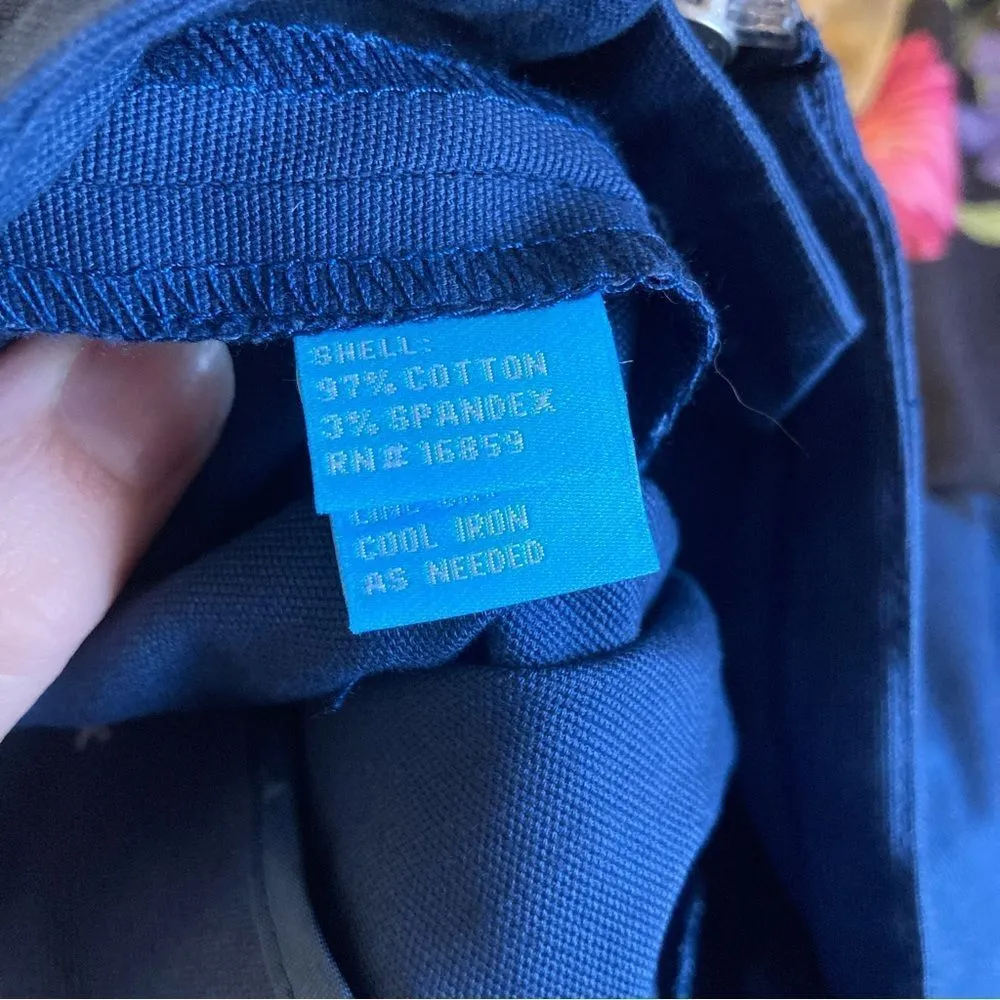 SHELL:
97% COTTON
3% SPANDEX
RN# 16859
COOL IRON
AS NEEDED